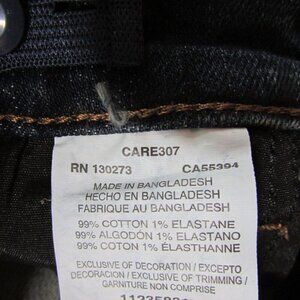 CARE307
RN 130273 CA55394
MADE IN BANGLADESH
HECHO EN BANGLADESH
FABRIQUE AU BANGLADESH
99% COTTON 1% ELASTANE
99% ALGODON 1% ELASTANO
99% COTON 1% ELASTHANNE
EXCLUSIVE OF DECORATION / EXCEPTO
DECORACION / EXCLUSIVE OF TRIMMING /
GARNITURE NON COMPRISE